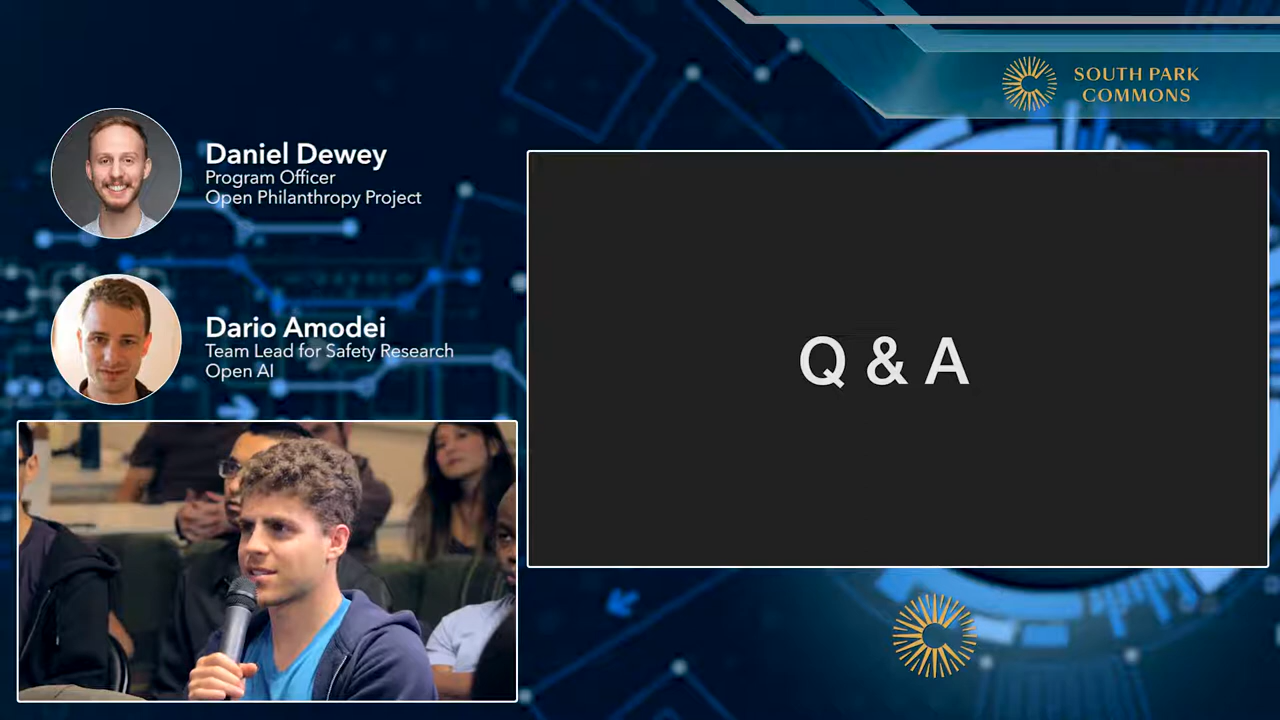 SOUTH PARK
COMMONS
Daniel Dewey
Program Officer
Open Philanthropy Project
Dario Amodei
Team Lead for Safety Research
Open AI
Q & A